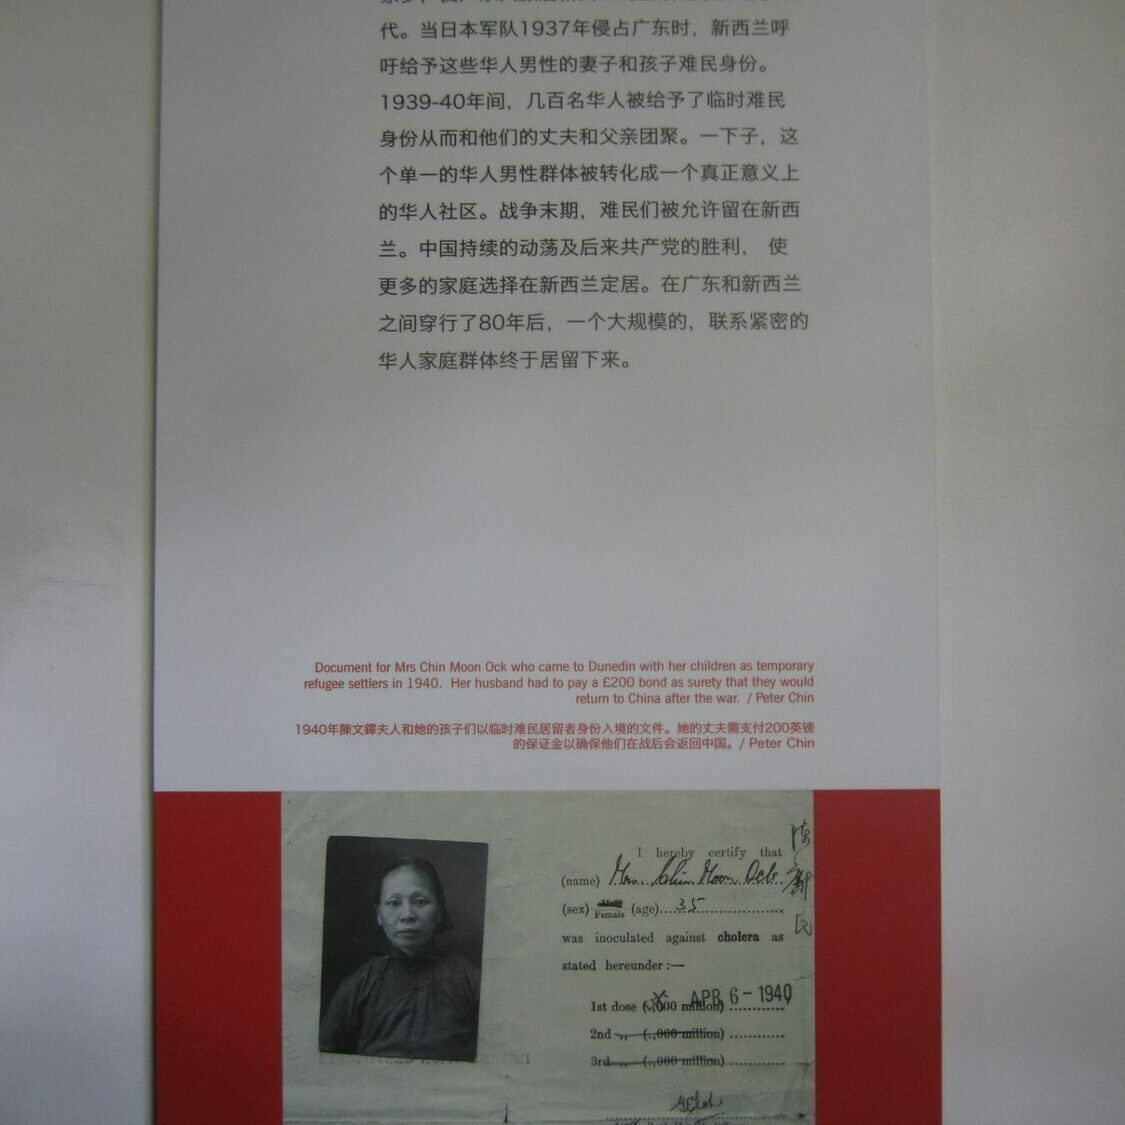 代。当日本军队1937年侵占广东时，新西兰呼
吁给予这些华人男性的妻子和孩子难民身份。
1939-40年间，几百名华人被给予了临时难民
身份从而和他们的丈夫和父亲团聚。一下子，这
个单一的华人男性群体被转化成一个真正意义上
的华人社区。战争末期，难民们被允许留在新西
兰。中国持续的动荡及后来共产党的胜利， 使
更多的家庭选择在新西兰定居。在广东和新西兰
之间穿行了80年后，一个大规模的，联系紧密的
华人家庭群体终于居留下来。
Document for Mrs Chin Moon Ock who came to Dunedin with her children as temporary
refugee settlers in 1940. Her husband had to pay a £200 bond as surety that they would
return to China after the war. / Peter Chin
1940年陳文鐸夫人和她的孩子们以临时难民居留者身份入境的文件。她的丈夫需支付200英镑
的保证金以确保他们在战后会返回中国。/ Peter Chin
I hereby certify that
(name) Mrs. Chin Moon Ock
(sex) Female (age) 35
was inoculated against cholera as
stated hereunder :—
1st dose (,000 million) APR 6 - 1940
2nd ,, (.,000 million)
3rd ,, (.,000 million)